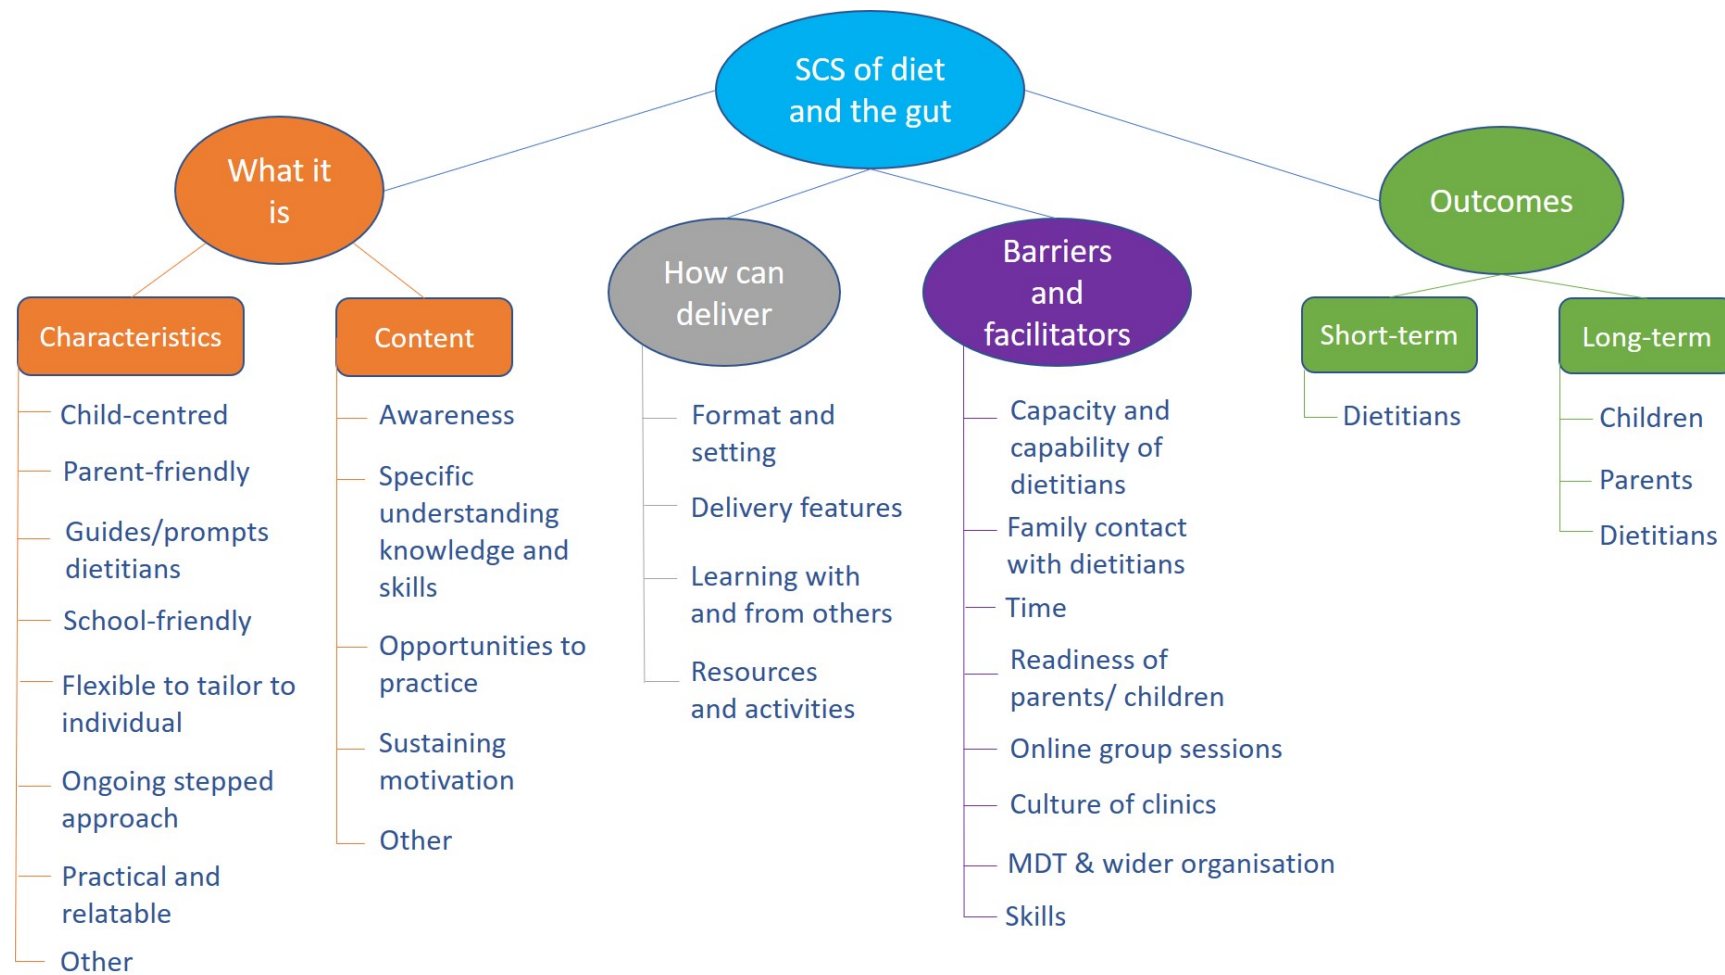 SCS of diet
and the gut
What it
is
Characteristics
Child-centred
Parent-friendly
Guides/prompts
dietitians
School-friendly
Flexible to tailor to
individual
Ongoing stepped
approach
Practical and
relatable
Other
Content
Awareness
Specific
understanding
knowledge and
skills
Opportunities to
practice
Sustaining
motivation
Other
How can
deliver
Format and
setting
Delivery features
Learning with
and from others
Resources
and activities
Barriers
and
facilitators
Capacity and
capability of
dietitians
Family contact
with dietitians
Time
Readiness of
parents/ children
Online group sessions
Culture of clinics
MDT & wider organisation
Skills
Outcomes
Short-term
Dietitians
Long-term
Children
Parents
Dietitians